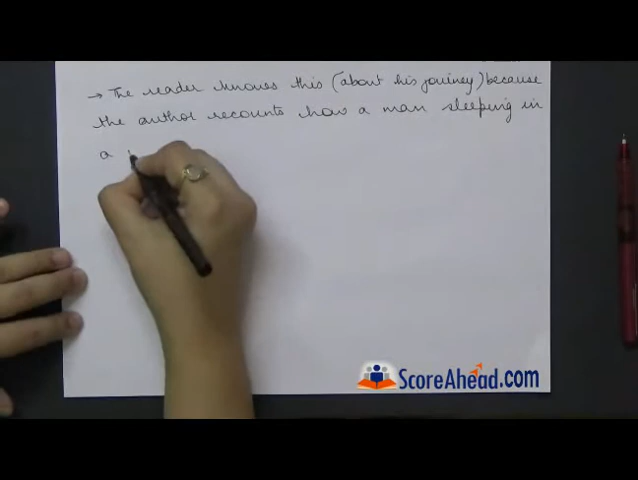 → The reader knows this (about his journey) because
the author recounts how a man sleeping in
a
ScoreAhead.com